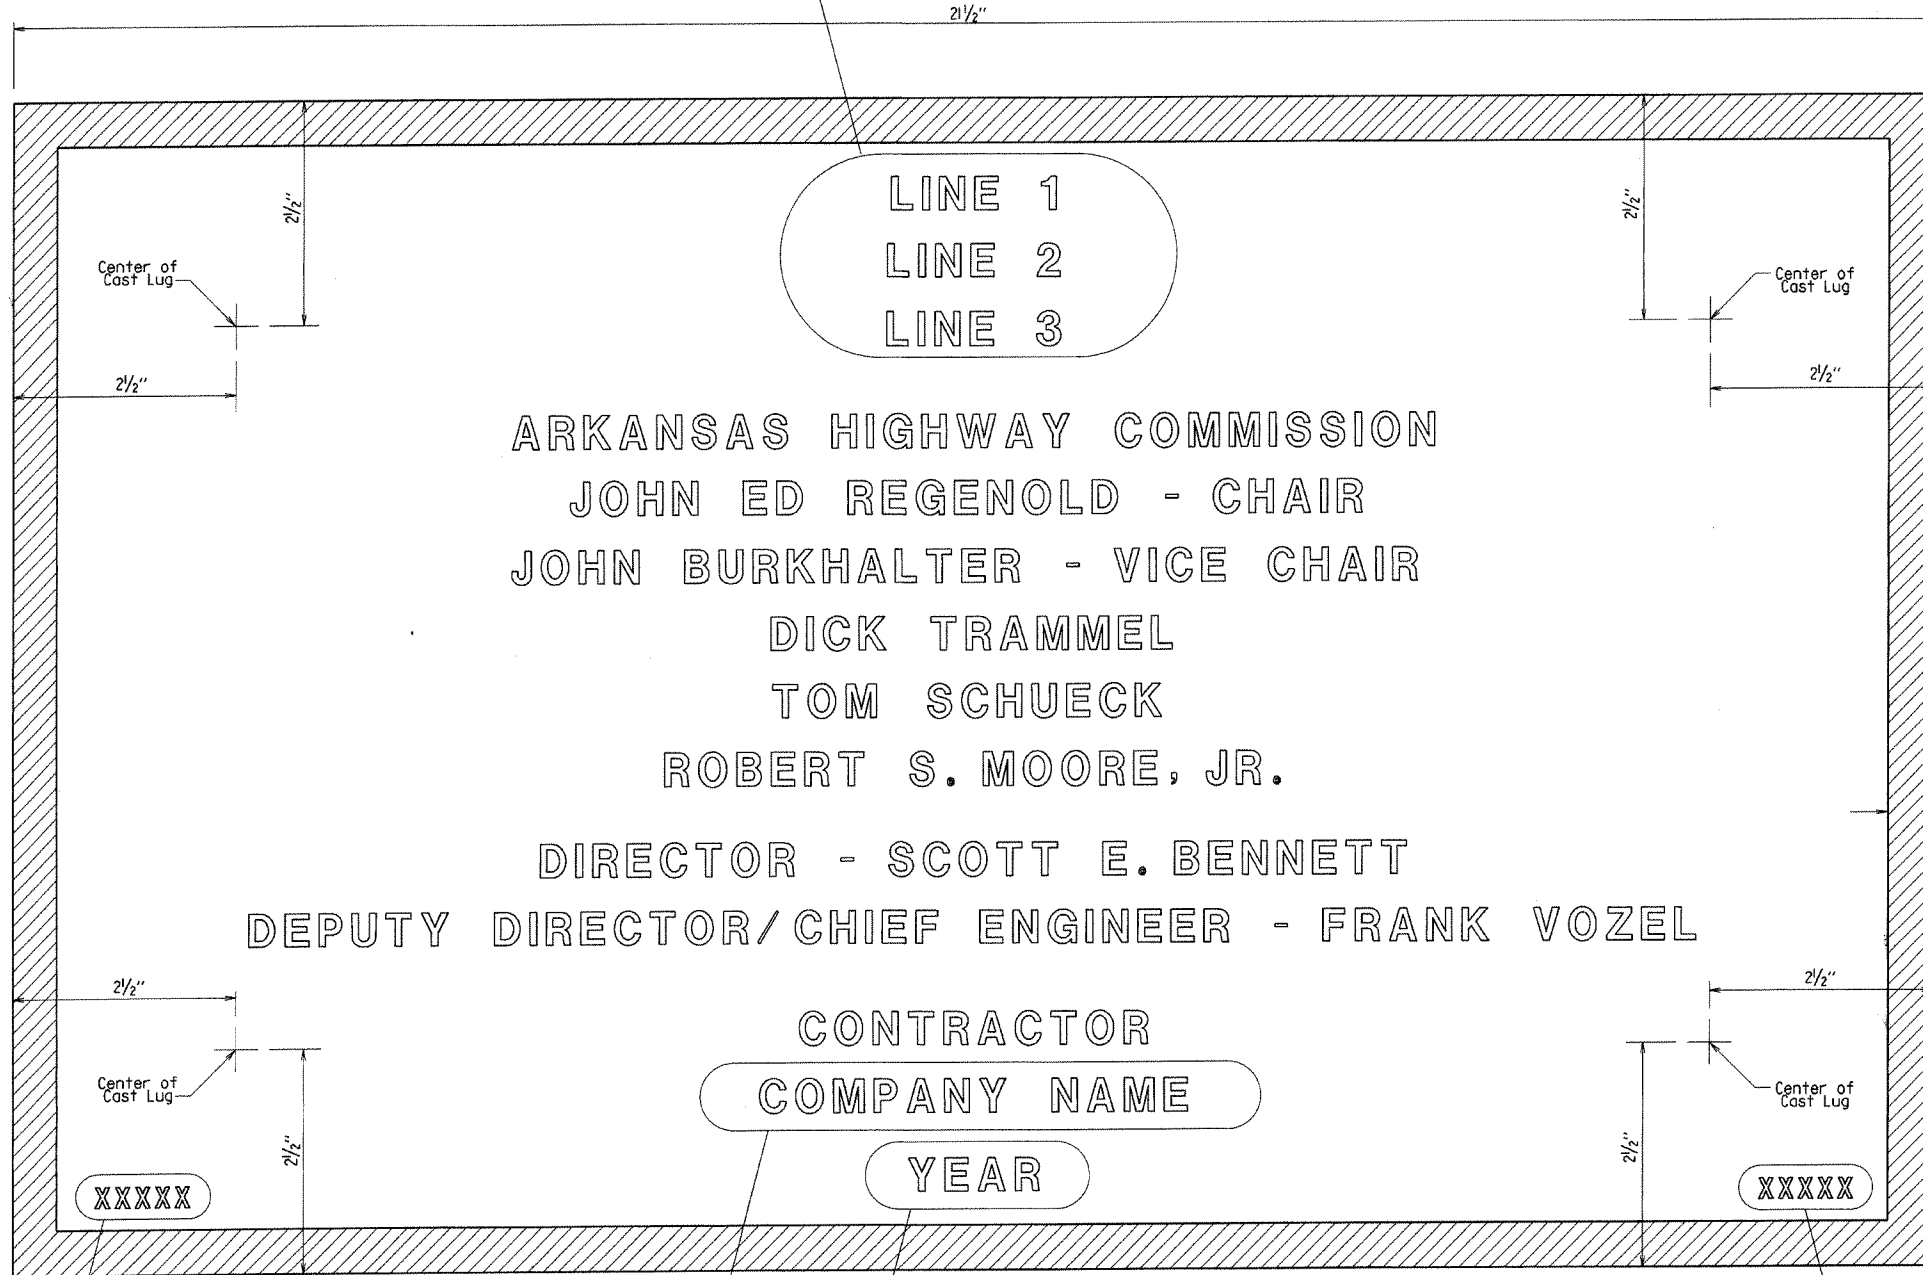 21½"
2½"
2½"
LINE 1
LINE 2
LINE 3
Center of
Cast Lug
Center of
Cast Lug
2½"
2½"
ARKANSAS HIGHWAY COMMISSION
JOHN ED REGENOLD - CHAIR
JOHN BURKHALTER - VICE CHAIR
DICK TRAMMEL
TOM SCHUECK
ROBERT S. MOORE, JR.
DIRECTOR - SCOTT E. BENNETT
DEPUTY DIRECTOR/CHIEF ENGINEER - FRANK VOZEL
2½"
2½"
CONTRACTOR
COMPANY NAME
YEAR
Center of
Cast Lug
Center of
Cast Lug
2½"
2½"
XXXXX
XXXXX